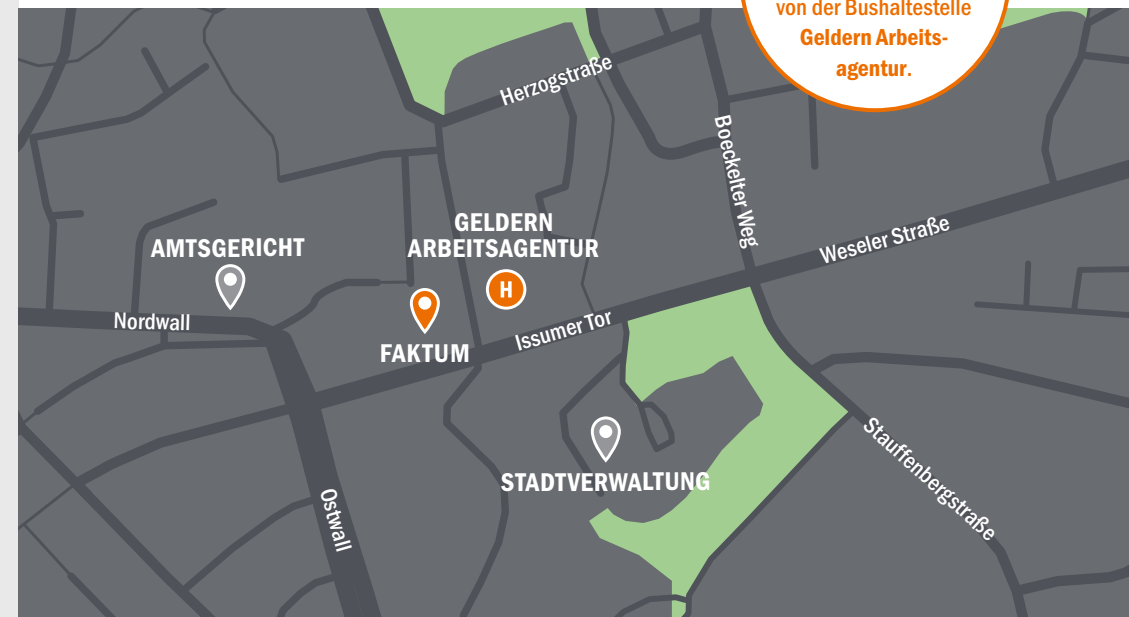 von der Bushaltestelle
Geldern Arbeits-
agentur.
Herzogstraße
Boeckelter Weg
GELDERN
ARBEITSAGENTUR
AMTSGERICHT
Weseler Straße
H
Nordwall
Issumer Tor
FAKTUM
STADTVERWALTUNG
Stauffenbergstraße
Ostwall